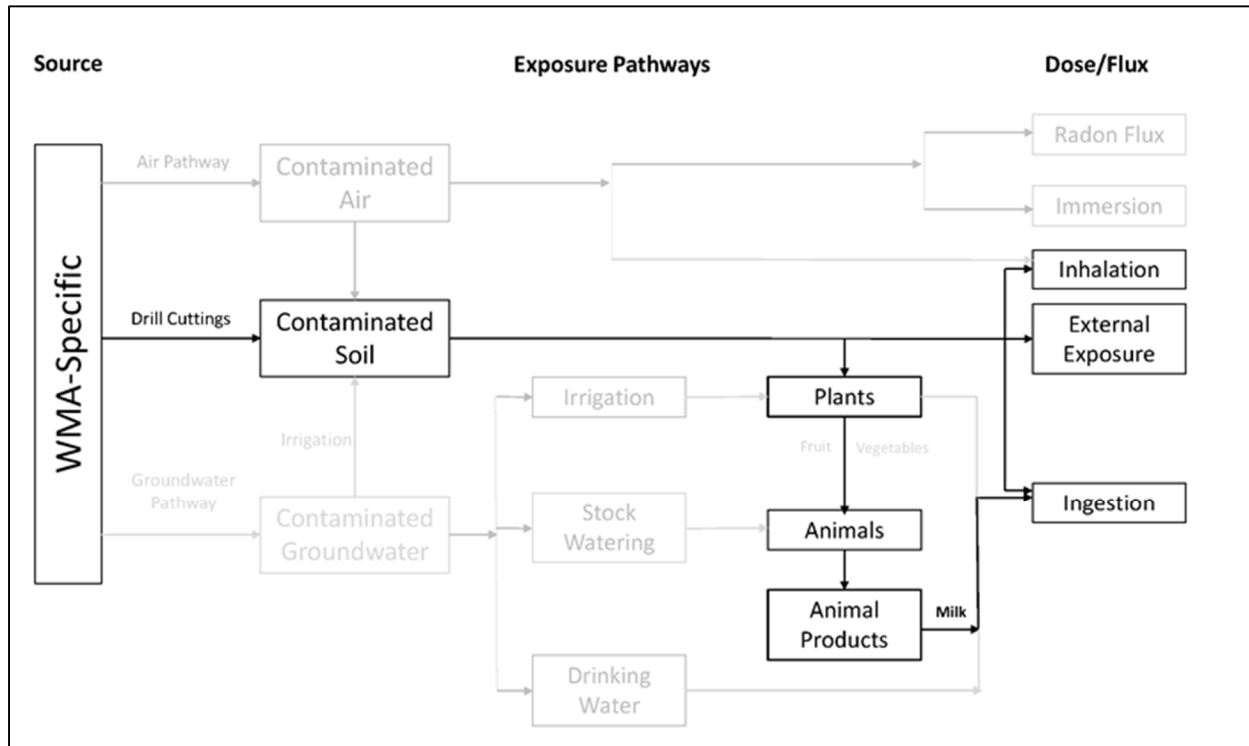 Source
Exposure Pathways
Dose/Flux
WMA-Specific
Air Pathway
Contaminated
Air
Radon Flux
Immersion
Inhalation
Drill Cuttings
Contaminated
Soil
External
Exposure
Irrigation
Plants
Irrigation
Fruit
Vegetables
Groundwater
Pathway
Contaminated
Groundwater
Stock
Watering
Animals
Ingestion
Animal
Products
Milk
Drinking
Water